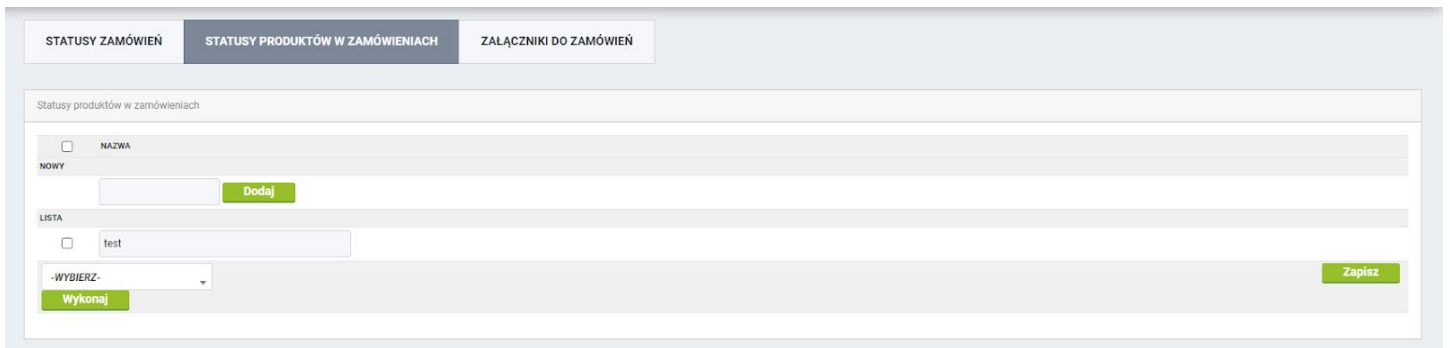 STATUSY ZAMÓWIEŃ STATUSY PRODUKTÓW W ZAMÓWIENIACH ZAŁĄCZNIKI DO ZAMÓWIEŃ
Statusy produktów w zamówieniach
NAZWA
NOWY
Dodaj
LISTA
test
-WYBIERZ- Zapisz
Wykonaj